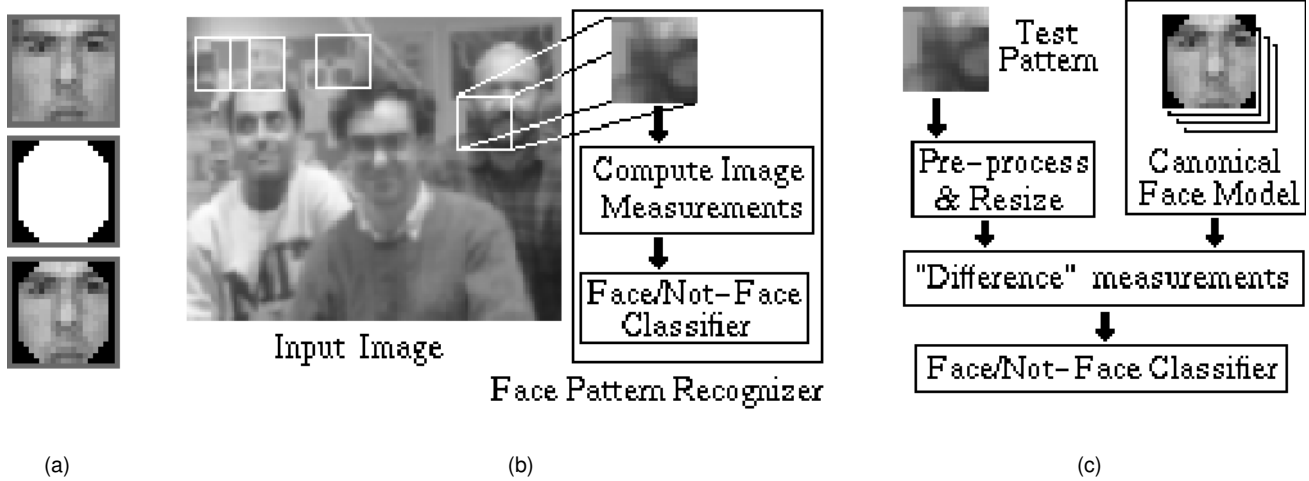 Compute Image
Measurements
Face/Not-Face
Classifier
Input Image
Face Pattern Recognizer
Test
Pattern
Pre-process
& Resize
Canonical
Face Model
"Difference" measurements
Face/Not-Face Classifier
(a)
(b)
(c)